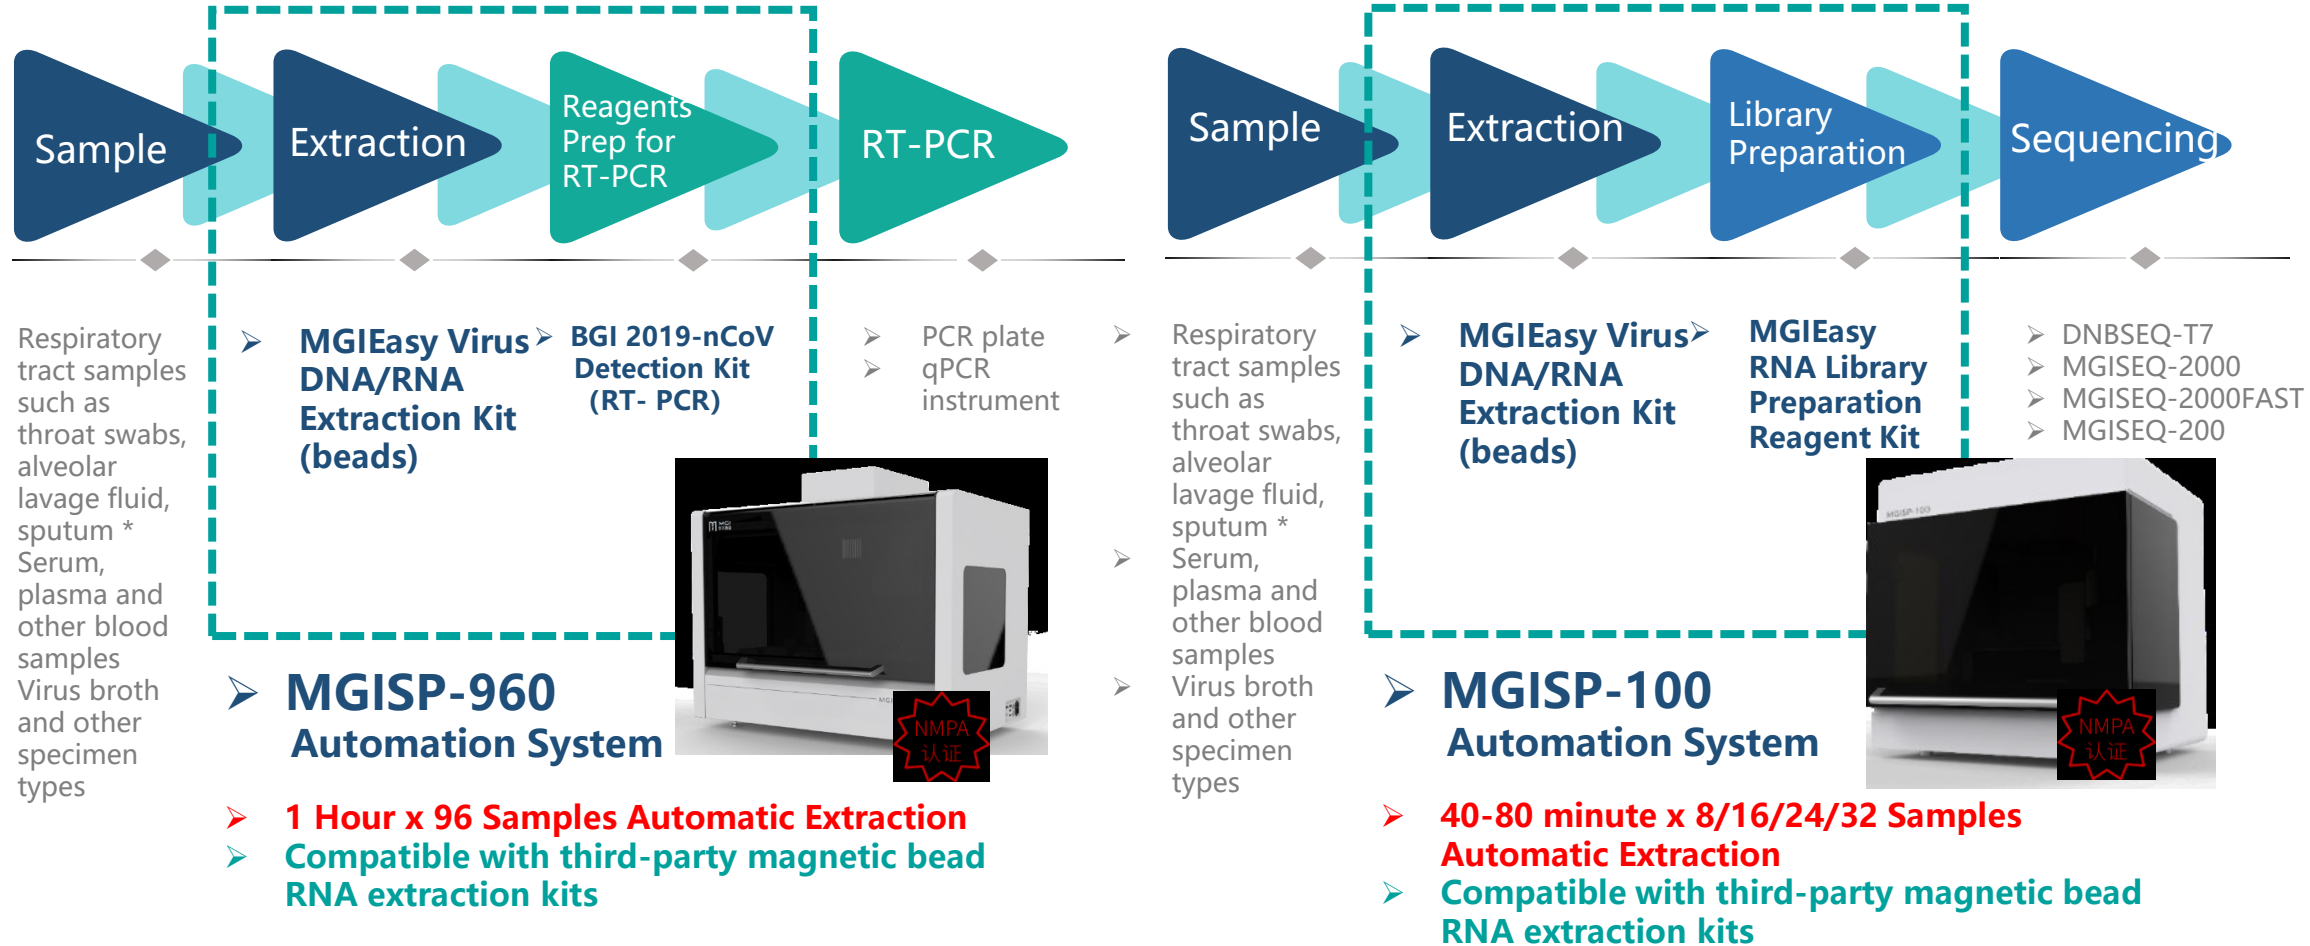 Sample
Extraction
Reagents
Prep for
RT-PCR
RT-PCR
Respiratory
tract samples
such as
throat swabs,
alveolar
lavage fluid,
sputum *
Serum,
plasma and
other blood
samples
Virus broth
and other
specimen
types
➢ MGIEasy Virus
DNA/RNA
Extraction Kit
(beads)
➢ BGI 2019-nCoV
Detection Kit
(RT- PCR)
➢ PCR plate
➢ qPCR
instrument
MGI
NMPA
认证
➢ MGISP-960
Automation System
➢ 1 Hour x 96 Samples Automatic Extraction
➢ Compatible with third-party magnetic bead
RNA extraction kits
Sample
Extraction
Library
Preparation
Sequencing
➢ Respiratory
tract samples
such as
throat swabs,
alveolar
lavage fluid,
sputum *
➢ Serum,
plasma and
other blood
samples
➢ Virus broth
and other
specimen
types
➢ MGIEasy Virus
DNA/RNA
Extraction Kit
(beads)
➢ MGIEasy
RNA Library
Preparation
Reagent Kit
➢ DNBSEQ-T7
➢ MGISEQ-2000
➢ MGISEQ-2000FAST
➢ MGISEQ-200
MGISP-100
NMPA
认证
➢ MGISP-100
Automation System
➢ 40-80 minute x 8/16/24/32 Samples
Automatic Extraction
➢ Compatible with third-party magnetic bead
RNA extraction kits